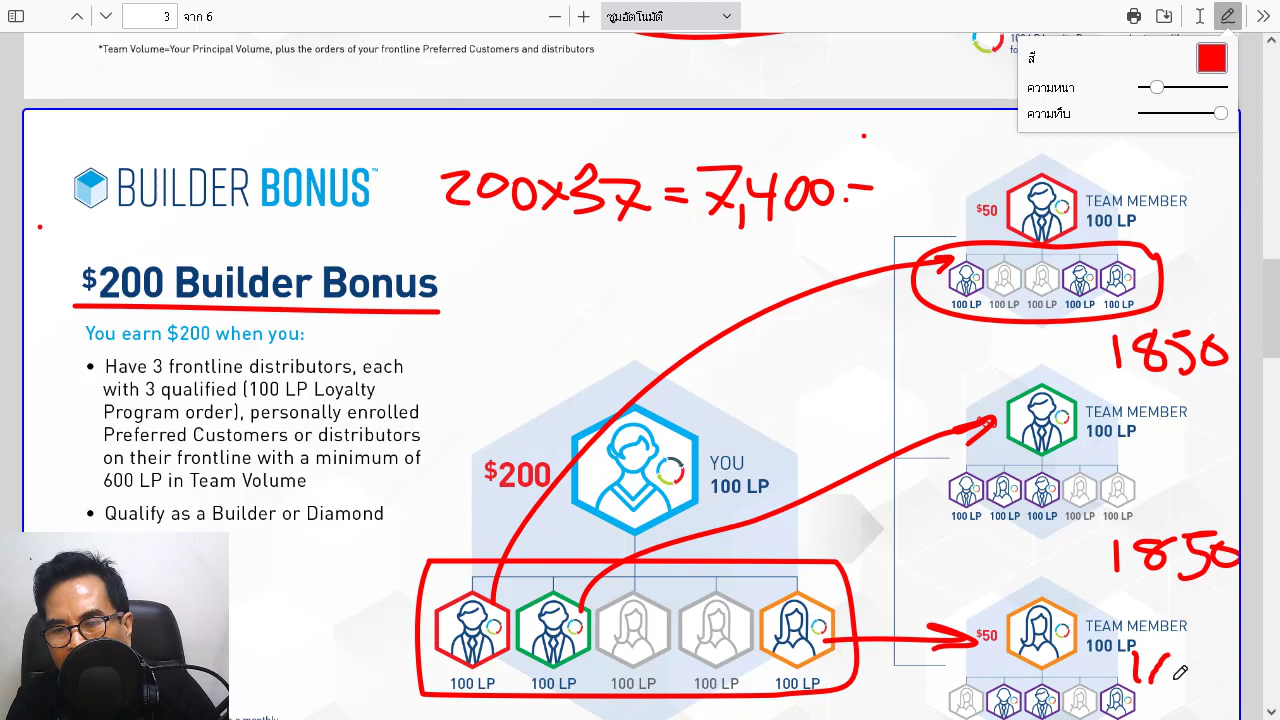 3 จาก 6 ซูมอัตโนมัติ
*Team Volume=Your Principal Volume, plus the orders of your frontline Preferred Customers and distributors
สี
ความหนา
ความทึบ
BUILDER BONUS™
200x37 = 7,400.-
$200 Builder Bonus
You earn $200 when you:
• Have 3 frontline distributors, each
with 3 qualified (100 LP Loyalty
Program order), personally enrolled
Preferred Customers or distributors
on their frontline with a minimum of
600 LP in Team Volume
• Qualify as a Builder or Diamond
$200
YOU
100 LP
100 LP 100 LP 100 LP 100 LP 100 LP
$50
TEAM MEMBER
100 LP
100 LP 100 LP 100 LP 100 LP 100 LP
1850
TEAM MEMBER
100 LP
100 LP 100 LP 100 LP 100 LP 100 LP
1850
$50
TEAM MEMBER
100 LP